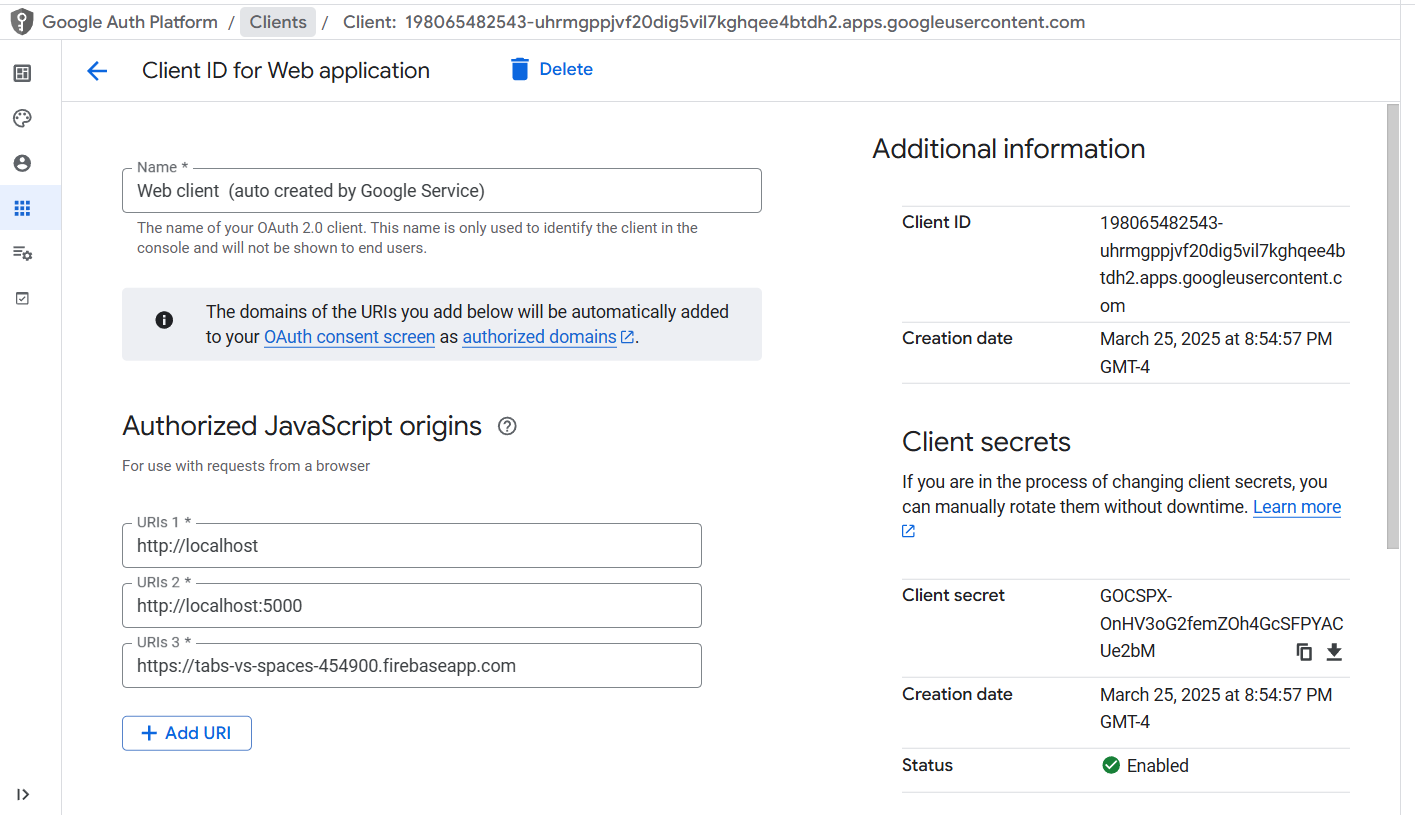 Google Auth Platform / Clients / Client: 198065482543-uhrmgppjvf20dig5vil7kghqee4btdh2.apps.googleusercontent.com
Client ID for Web application
Delete
Name *
Web client  (auto created by Google Service)
The name of your OAuth 2.0 client. This name is only used to identify the client in the
console and will not be shown to end users.
The domains of the URIs you add below will be automatically added
to your OAuth consent screen as authorized domains.
Authorized JavaScript origins
For use with requests from a browser
URIs 1 *
http://localhost
URIs 2 *
http://localhost:5000
URIs 3 *
https://tabs-vs-spaces-454900.firebaseapp.com
Add URI
Additional information
Client ID
198065482543-
uhrmgppjvf20dig5vil7kghqee4b
tdh2.apps.googleusercontent.c
om
Creation date
March 25, 2025 at 8:54:57 PM
GMT-4
Client secrets
If you are in the process of changing client secrets, you
can manually rotate them without downtime. Learn more
Client secret
GOCSPX-
OnHV3oG2femZOh4GcSFPYAC
Ue2bM
Creation date
March 25, 2025 at 8:54:57 PM
GMT-4
Status
Enabled